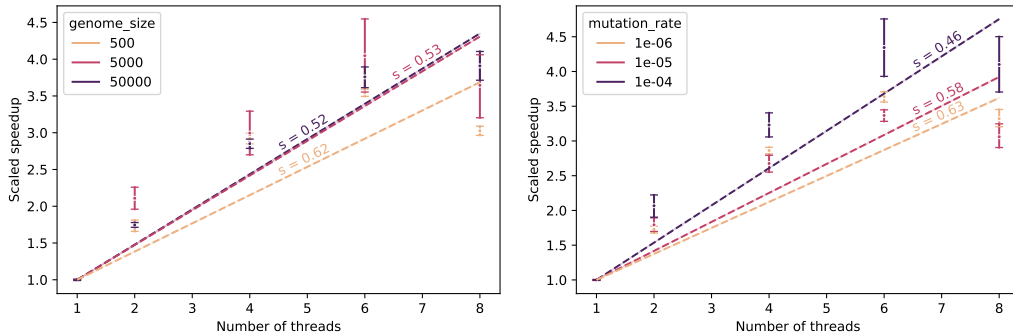 genome_size
500
5000
50000
s = 0.53
s = 0.52
s = 0.62
4.5
4.0
3.5
3.0
2.5
2.0
1.5
1.0
Scaled speedup
1 2 3 4 5 6 7 8
Number of threads
mutation_rate
1e-06
1e-05
1e-04
s = 0.46
s = 0.58
s = 0.63
4.5
4.0
3.5
3.0
2.5
2.0
1.5
1.0
Scaled speedup
1 2 3 4 5 6 7 8
Number of threads